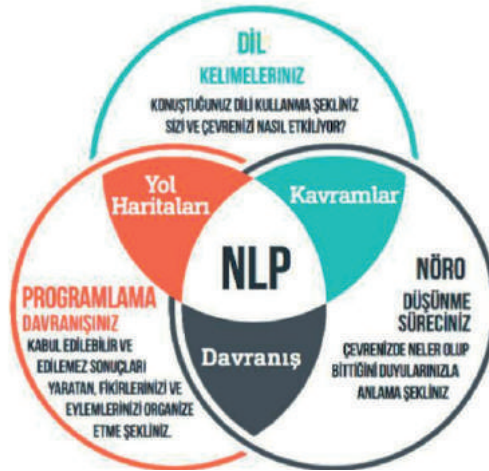 DİL
KELİMELERİNİZ
KONUŞTUĞUNUZ DİLİ KULLANMA ŞEKLİNİZ
SİZİ VE ÇEVRENİZİ NASIL ETKİLİYOR?
Yol
Haritaları
Kavramlar
NLP
PROGRAMLAMA
DAVRANIŞINIZ
KABUL EDİLEBİLİR VE
EDİLEMEZ SONUÇLARI
YARATAN, FİKİRLERİNİZİ VE
EYLEMLERİNİZİ ORGANİZE
ETME ŞEKLİNİZ.
Davranış
NÖRO
DÜŞÜNME
SÜRECİNİZ
ÇEVRENİZDE NELER OLUP
BİTTİĞİNİ DUYULARINIZLA
ANLAMA ŞEKLİNİZ